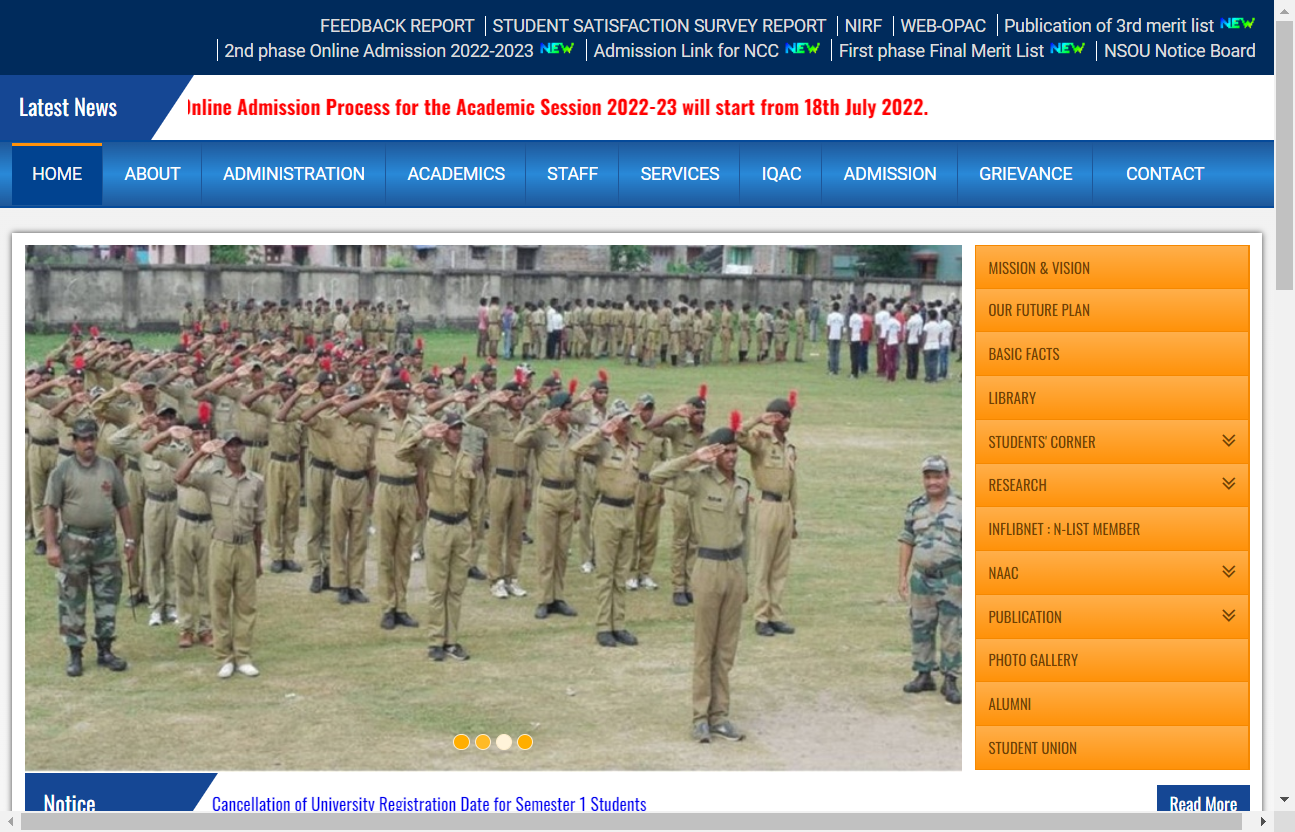 FEEDBACK REPORT STUDENT SATISFACTION SURVEY REPORT NIRF WEB-OPAC Publication of 3rd merit list NEW
2nd phase Online Admission 2022-2023 NEW Admission Link for NCC NEW First phase Final Merit List NEW NSOU Notice Board
Latest News
Online Admission Process for the Academic Session 2022-23 will start from 18th July 2022.
HOME ABOUT ADMINISTRATION ACADEMICS STAFF SERVICES IQAC ADMISSION GRIEVANCE CONTACT
MISSION & VISION
OUR FUTURE PLAN
BASIC FACTS
LIBRARY
STUDENTS' CORNER
RESEARCH
INFLIBNET : N-LIST MEMBER
NAAC
PUBLICATION
PHOTO GALLERY
ALUMNI
STUDENT UNION
Notice
Cancellation of University Registration Date for Semester 1 Students
Read More